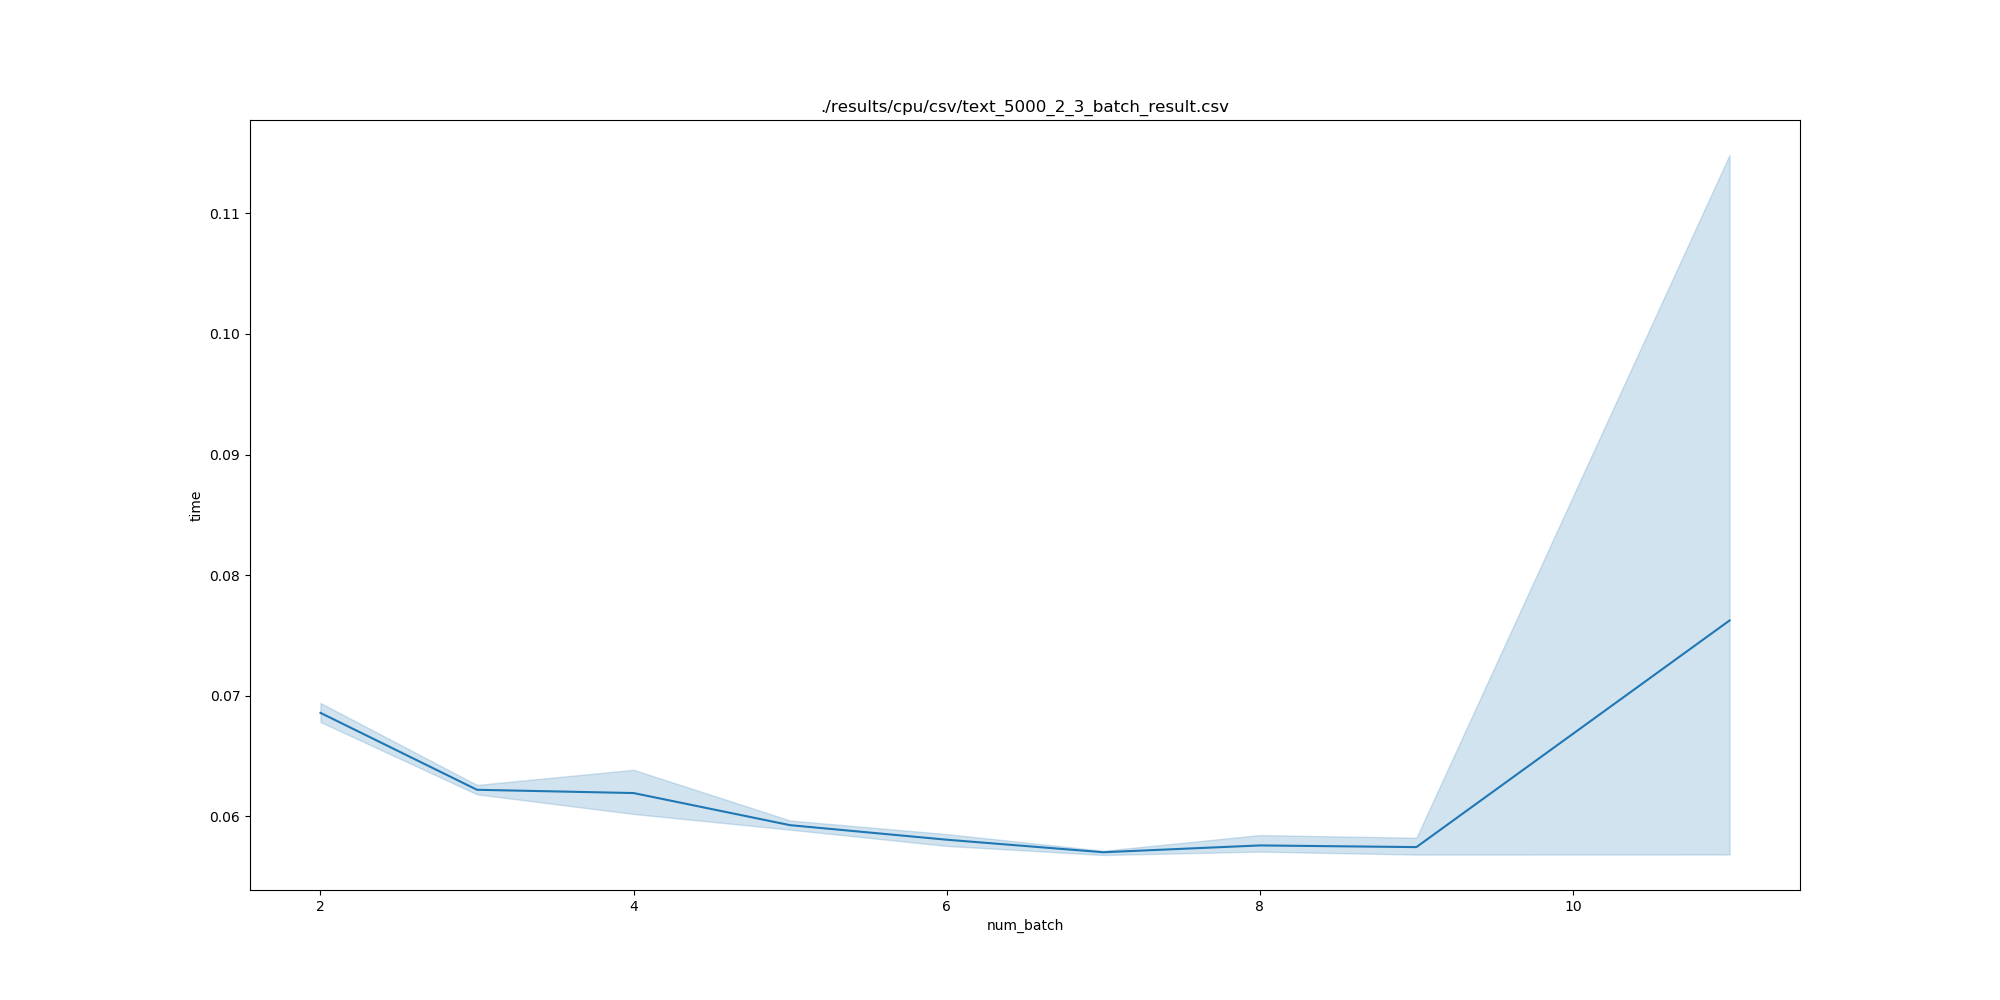 ./results/cpu/csv/text_5000_2_3_batch_result.csv
time
0.11
0.10
0.09
0.08
0.07
0.06
2 4 6 8 10
num_batch